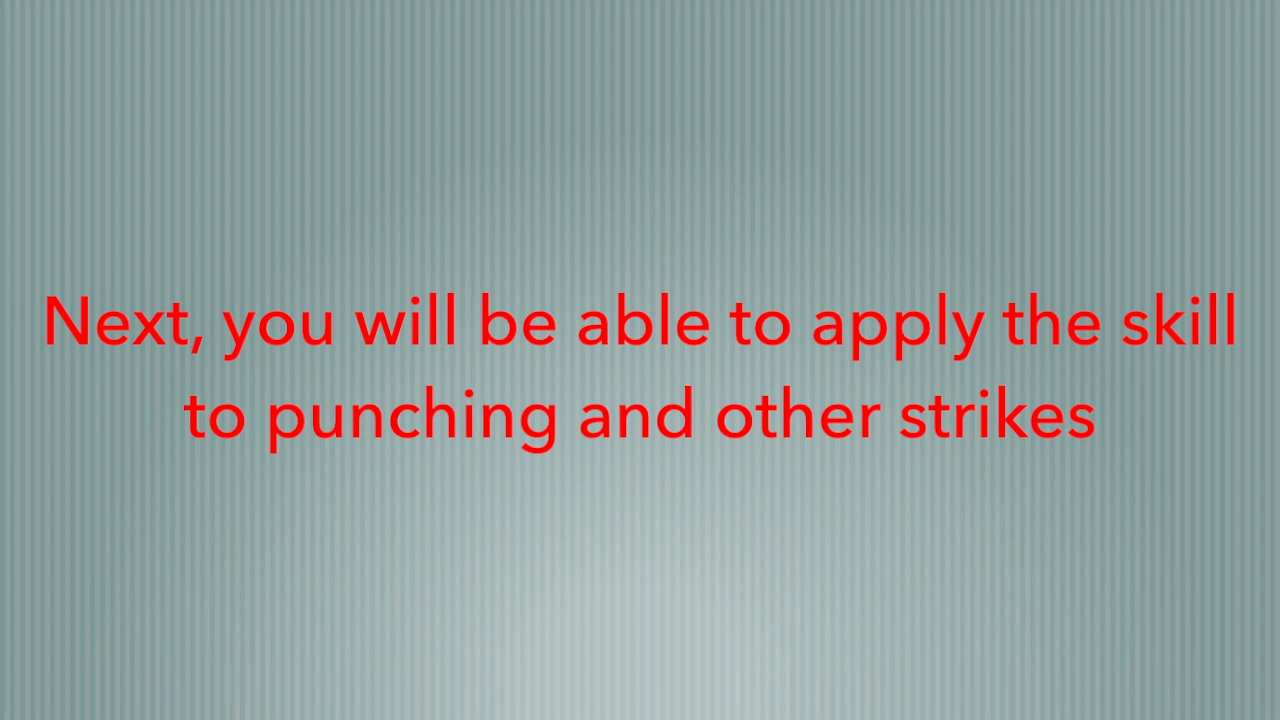 Next, you will be able to apply the skill
to punching and other strikes